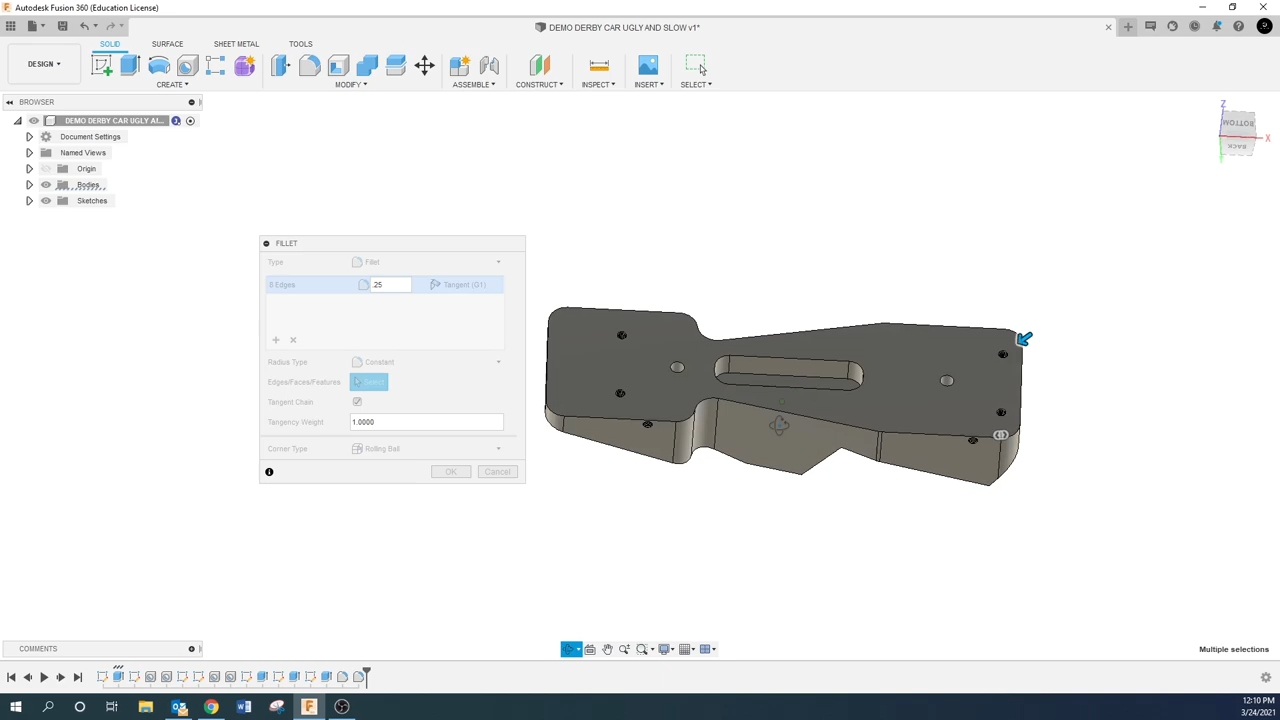 Autodesk Fusion 360 (Education License)
DEMO DERBY CAR UGLY AND SLOW v1*
DESIGN
SOLID
SURFACE
SHEET METAL
TOOLS
CREATE
MODIFY
ASSEMBLE
CONSTRUCT
INSPECT
INSERT
SELECT
BROWSER
DEMO DERBY CAR UGLY AI...
Document Settings
Named Views
Origin
Bodies
Sketches
Z
BOTTOM
BACK
X
FILLET
Type
Fillet
8 Edges
.25
Tangent (G1)
Radius Type
Constant
Edges/Faces/Features
Select
Tangent Chain
Tangency Weight
1.0000
Corner Type
Rolling Ball
OK
Cancel
COMMENTS
Multiple selections
12:10 PM
3/24/2021